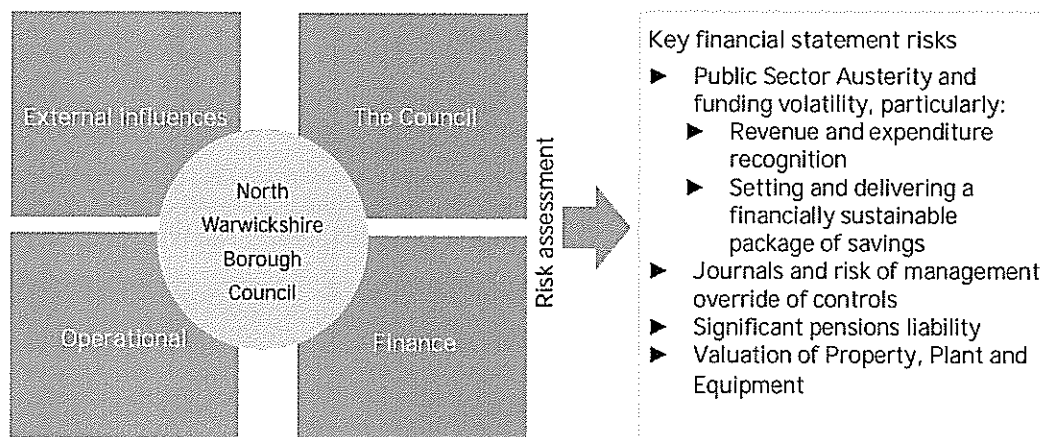 External Influences
The Council
North
Warwickshire
Borough
Council
Operational
Finance
Risk assessment
Key financial statement risks
► Public Sector Austerity and
funding volatility, particularly:
► Revenue and expenditure
recognition
► Setting and delivering a
financially sustainable
package of savings
► Journals and risk of management
override of controls
► Significant pensions liability
► Valuation of Property, Plant and
Equipment